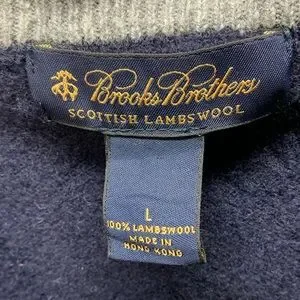 Brooks Brothers
SCOTTISH LAMBSWOOL
L
100% LAMBSWOOL
MADE IN
HONG KONG